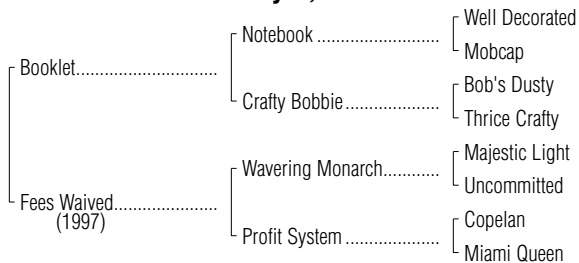 Well Decorated
Notebook ................................
Mobcap
Booklet.....................................
Bob's Dusty
Crafty Bobbie.........................
Thrice Crafty
Majestic Light
Wavering Monarch............
Uncommitted
Fees Waived...........................
(1997)
Copelan
Profit System .........................
Miami Queen